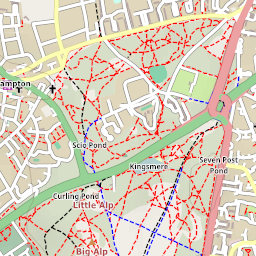 ampton
Scio Pond
Kingsmere
Seven Post
Pond
Curling Pond
Little Alp
Big Alp